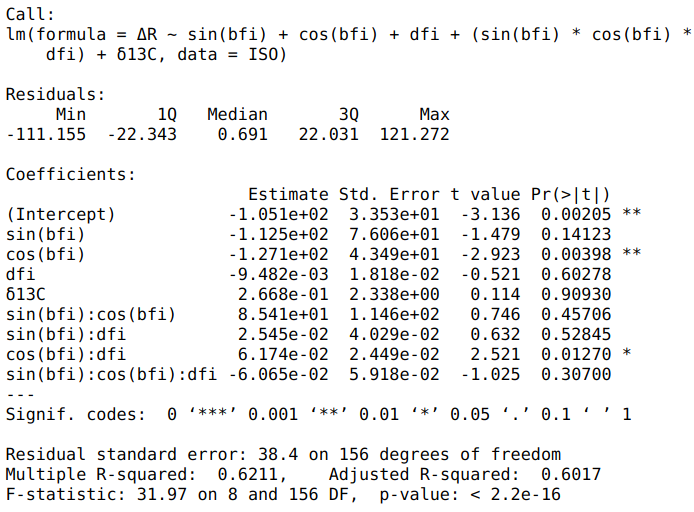 Call:
lm(formula = ΔR ~ sin(bfi) + cos(bfi) + dfi + (sin(bfi) * cos(bfi) *
    dfi) + δ13C, data = ISO)

Residuals:
     Min       1Q   Median       3Q      Max
-111.155  -22.343    0.691   22.031  121.272

Coefficients:
                        Estimate Std. Error t value Pr(>|t|)
(Intercept)           -1.051e+02  3.353e+01  -3.136  0.00205 **
sin(bfi)              -1.125e+02  7.606e+01  -1.479  0.14123
cos(bfi)              -1.271e+02  4.349e+01  -2.923  0.00398 **
dfi                   -9.482e-03  1.818e-02  -0.521  0.60278
δ13C                   2.668e-01  2.338e+00   0.114  0.90930
sin(bfi):cos(bfi)      8.541e+01  1.146e+02   0.746  0.45706
sin(bfi):dfi           2.545e-02  4.029e-02   0.632  0.52845
cos(bfi):dfi           6.174e-02  2.449e-02   2.521  0.01270 *
sin(bfi):cos(bfi):dfi -6.065e-02  5.918e-02  -1.025  0.30700
---
Signif. codes:  0 ‘***’ 0.001 ‘**’ 0.01 ‘*’ 0.05 ‘.’ 0.1 ‘ ’ 1

Residual standard error: 38.4 on 156 degrees of freedom
Multiple R-squared:  0.6211,    Adjusted R-squared:  0.6017
F-statistic: 31.97 on 8 and 156 DF,  p-value: < 2.2e-16